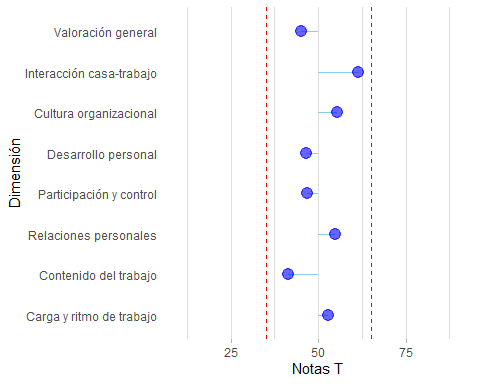 Valoración general
Interacción casa-trabajo
Cultura organizacional
Desarrollo personal
Participación y control
Relaciones personales
Contenido del trabajo
Carga y ritmo de trabajo
Dimensión
25 50 75
Notas T